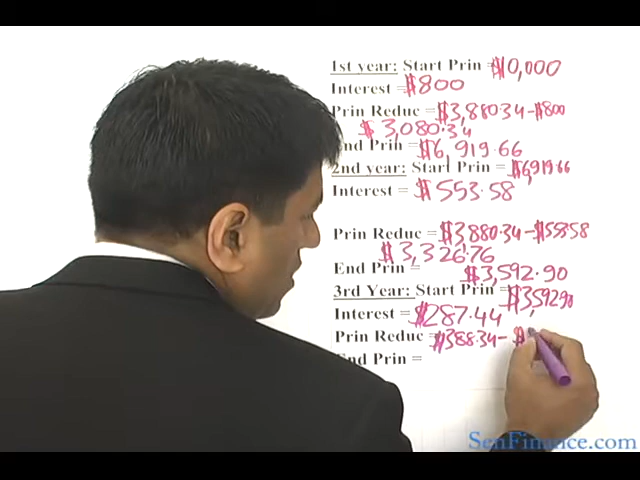 1st year: Start Prin = $10,000
Interest = $800
Prin Reduc = $3,880.34-$800
$3,080.34
End Prin = $6,919.66
2nd year: Start Prin = $6,919.66
Interest = $553.58
Prin Reduc = $3,880.34-$553.58
$3,326.76
End Prin = $3,592.90
3rd Year: Start Prin = $3,592.90
Interest = $287.44
Prin Reduc = $388.34- $
End Prin =
SenFinance.com